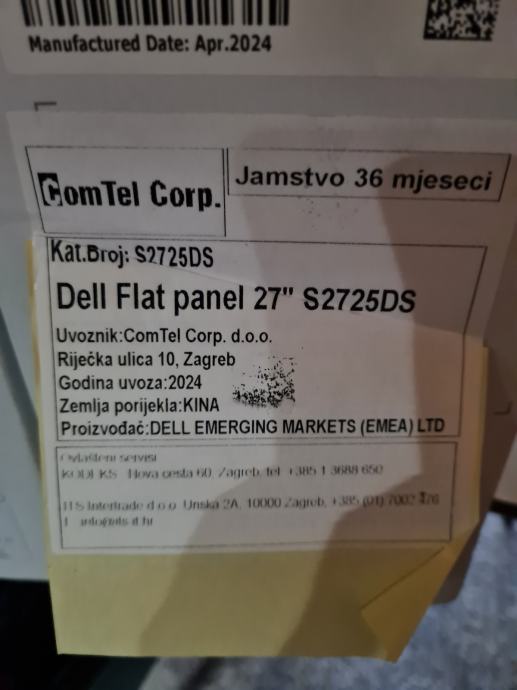 Manufactured Date: Apr.2024
ComTel Corp.
Jamstvo 36 mjeseci
Kat.Broj: S2725DS
Dell Flat panel 27" S2725DS
Uvoznik:ComTel Corp. d.o.o.
Riječka ulica 10, Zagreb
Godina uvoza:2024
Zemlja porijekla:KINA
Proizvođač:DELL EMERGING MARKETS (EMEA) LTD
Ovlašteni servisi
KODI KS Nova cesta 60, Zagreb, tel +385 1 3688 650
Intertrade d.o.o. Unska 2A, 10000 Zagreb, +385 (01) 7002